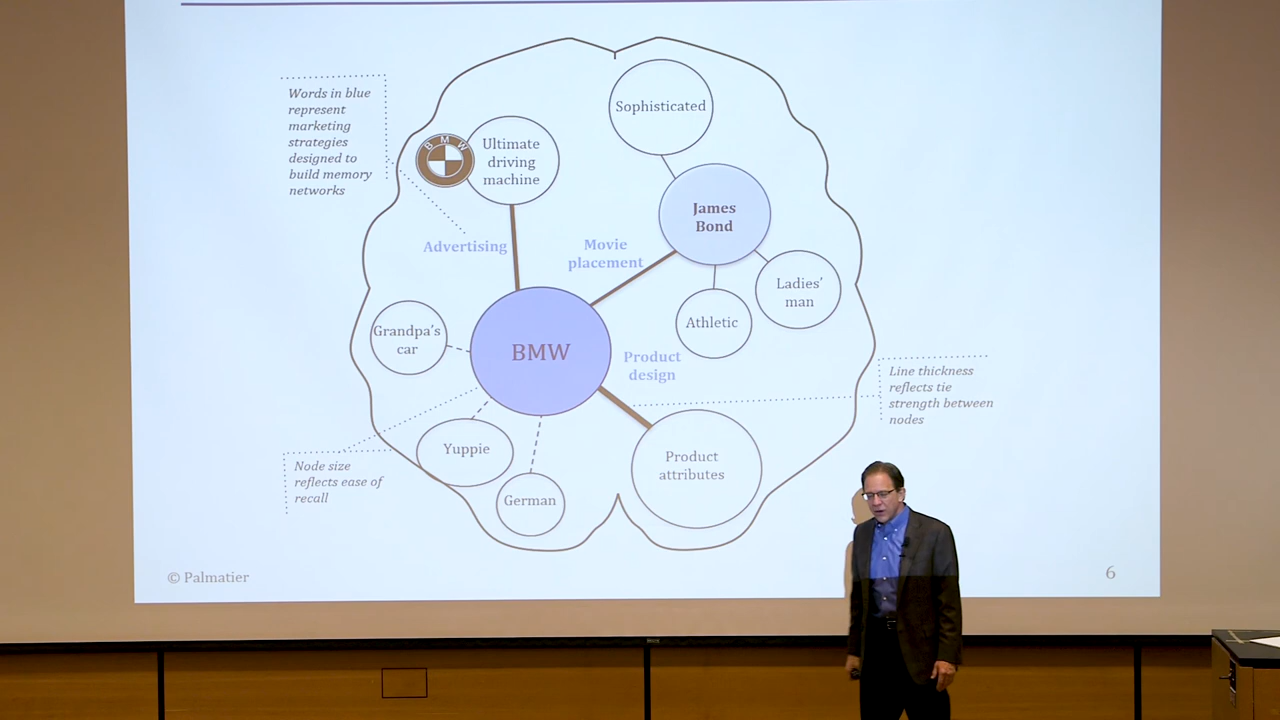 Words in blue
represent
marketing
strategies
designed to
build memory
networks
BMW
Ultimate
driving
machine
Sophisticated
James
Bond
Advertising
Movie
placement
Ladies'
man
Athletic
Grandpa's
car
BMW
Product
design
Line thickness
reflects tie
strength between
nodes
Yuppie
Product
attributes
Node size
reflects ease of
recall
German
© Palmatier
6